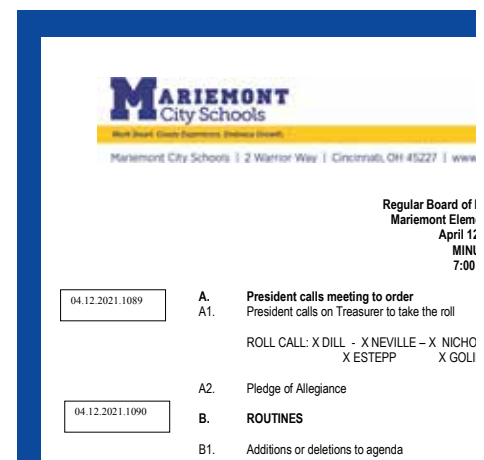 MARIEMONT
City Schools
Mariemont City Schools | 2 Warrior Way | Cincinnati, OH 45227 | www
Regular Board of
Mariemont Elem
April 12
MINU
7:00
04.12.2021.1089
A. President calls meeting to order
A1. President calls on Treasurer to take the roll
ROLL CALL: X DILL - X NEVILLE – X NICHO
X ESTEPP X GOLI
A2. Pledge of Allegiance
04.12.2021.1090
B. ROUTINES
B1. Additions or deletions to agenda